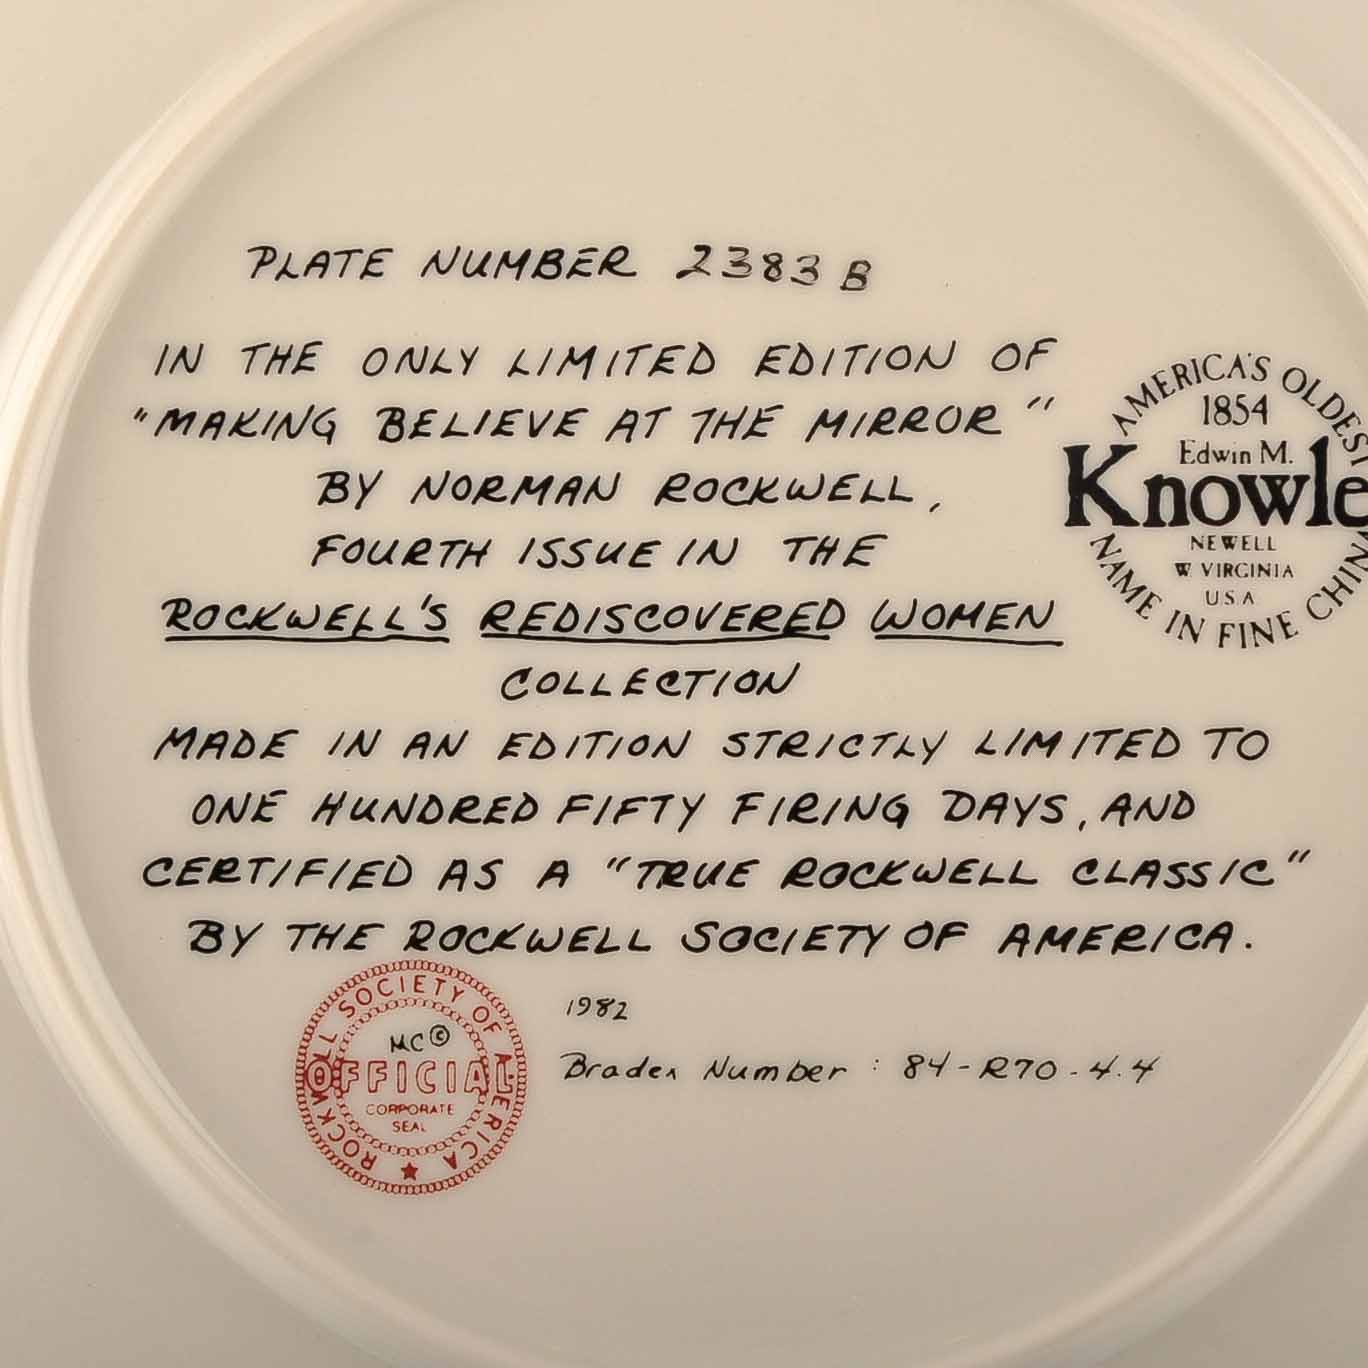 PLATE NUMBER 2383 B
IN THE ONLY LIMITED EDITION OF
"MAKING BELIEVE AT THE MIRROR"
BY NORMAN ROCKWELL,
FOURTH ISSUE IN THE
ROCKWELL'S REDISCOVERED WOMEN
COLLECTION
MADE IN AN EDITION STRICTLY LIMITED TO
ONE HUNDRED FIFTY FIRING DAYS, AND
CERTIFIED AS A "TRUE ROCKWELL CLASSIC"
BY THE ROCKWELL SOCIETY OF AMERICA.
1982
Bradex Number : 84-R70-4.4
AMERICA'S OLDEST
1854
Edwin M.
Knowle
NEWELL
W. VIRGINIA
USA
NAME IN FINE CHIN
ROCKWELL SOCIETY OF AMERICA
MC©
OFFICIAL
CORPORATE
SEAL